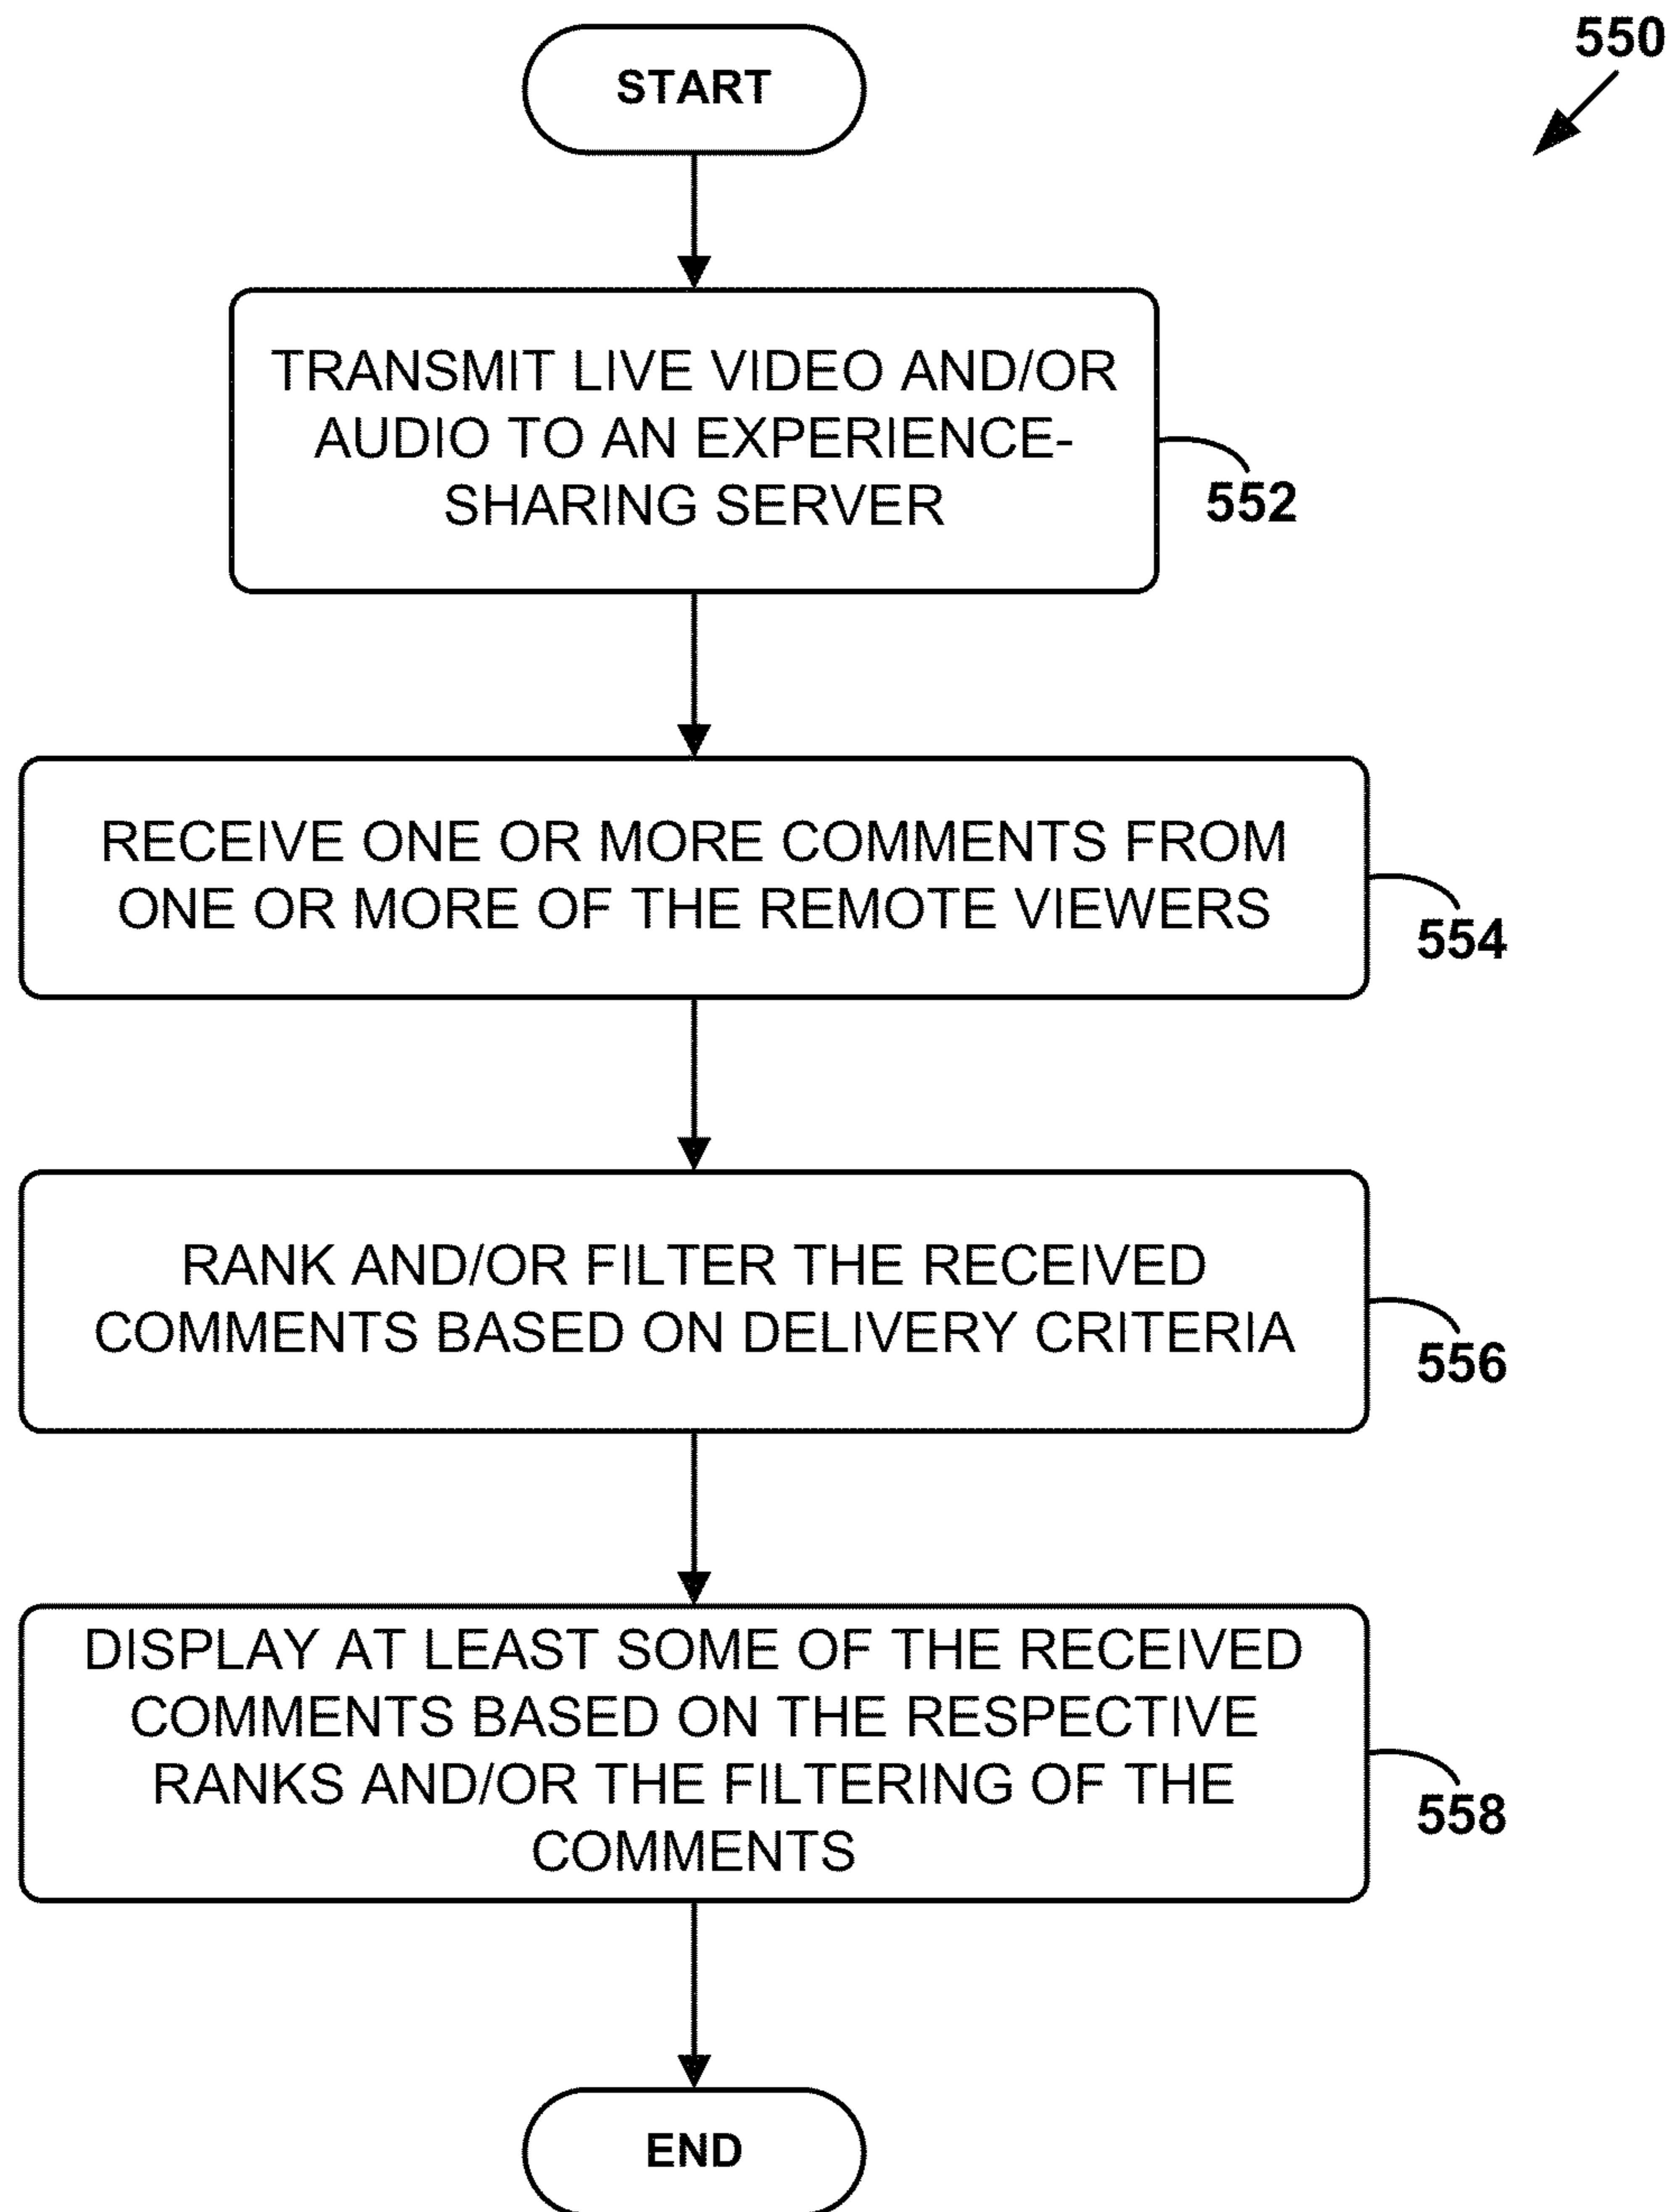 550
START
TRANSMIT LIVE VIDEO AND/OR
AUDIO TO AN EXPERIENCE-
SHARING SERVER
552
RECEIVE ONE OR MORE COMMENTS FROM
ONE OR MORE OF THE REMOTE VIEWERS
554
RANK AND/OR FILTER THE RECEIVED
COMMENTS BASED ON DELIVERY CRITERIA
556
DISPLAY AT LEAST SOME OF THE RECEIVED
COMMENTS BASED ON THE RESPECTIVE
RANKS AND/OR THE FILTERING OF THE
COMMENTS
558
END